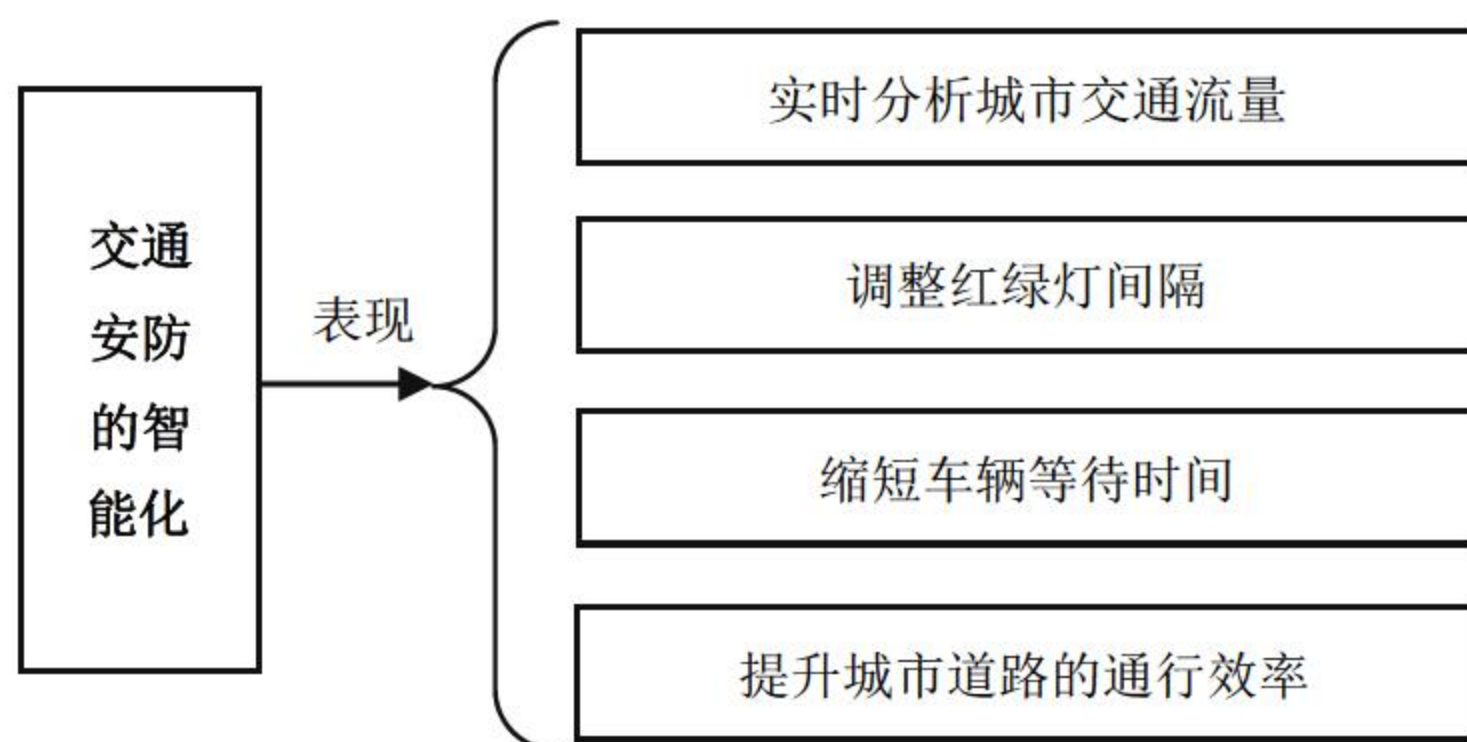 交通
安防
的智
能化
表现
实时分析城市交通流量
调整红绿灯间隔
缩短车辆等待时间
提升城市道路的通行效率